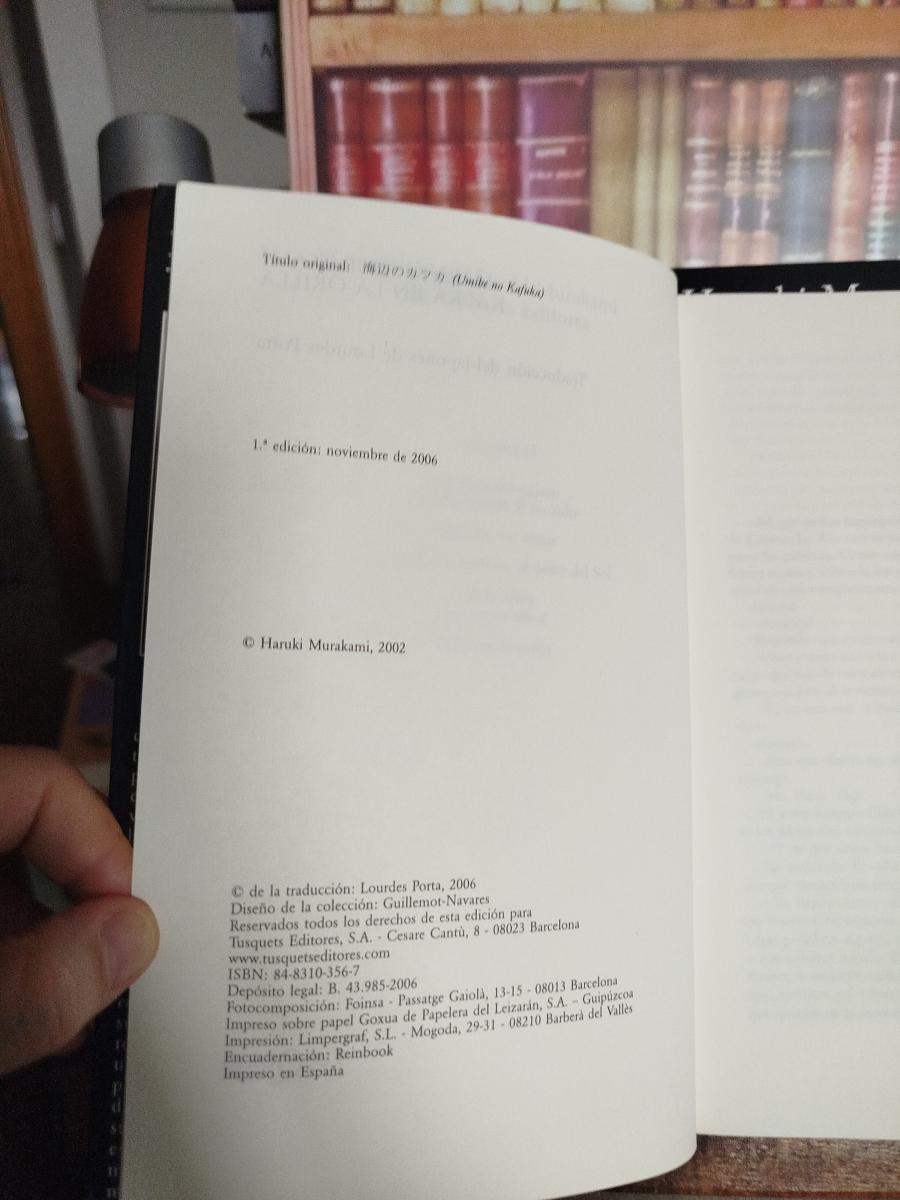 Título original: 海辺のカフカ (Umibe no Kafuka)
1.ª edición: noviembre de 2006
© Haruki Murakami, 2002
© de la traducción: Lourdes Porta, 2006
Diseño de la colección: Guillemot-Navares
Reservados todos los derechos de esta edición para
Tusquets Editores, S.A. - Cesare Cantù, 8 - 08023 Barcelona
www.tusquetseditores.com
ISBN: 84-8310-356-7
Depósito legal: B. 43.985-2006
Fotocomposición: Foinsa - Passatge Gaiolà, 13-15 - 08013 Barcelona
Impreso sobre papel Goxua de Papelera del Leizarán, S.A. – Guipúzcoa
Impresión: Limpergraf, S.L. - Mogoda, 29-31 - 08210 Barberà del Vallès
Encuadernación: Reinbook
Impreso en España